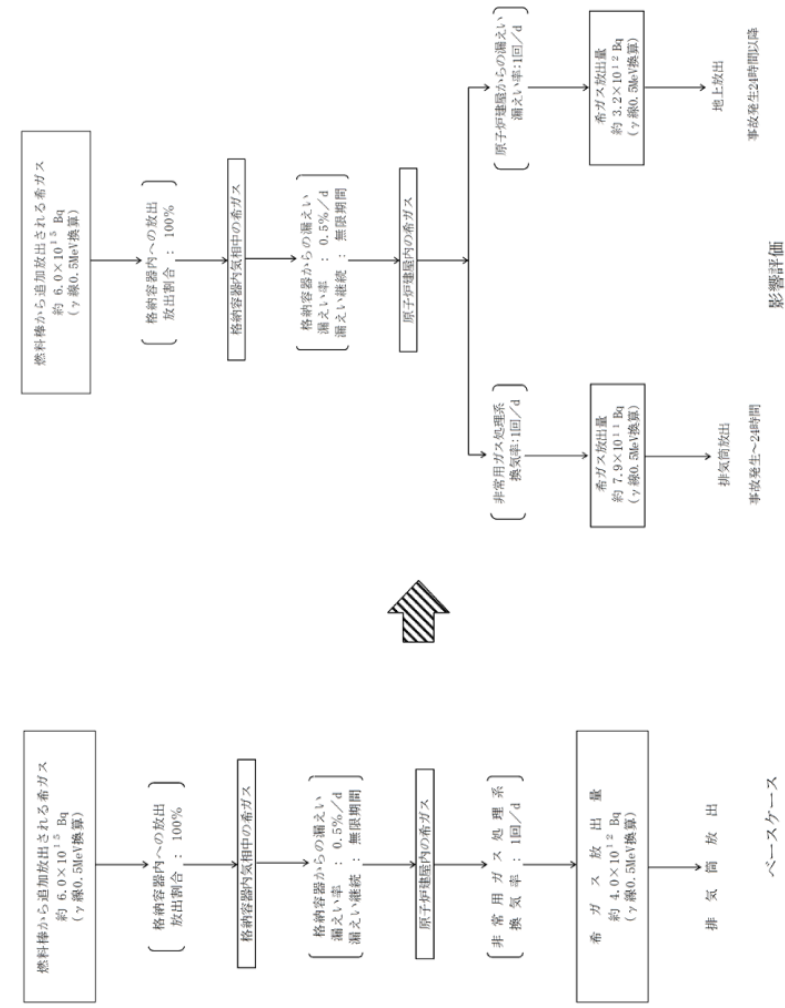 燃料棒から追加放出される希ガス
約 6.0×10¹⁵ Bq
(γ線0.5MeV換算)
格納容器内への放出
放出割合 : 100%
格納容器内気相中の希ガス
格納容器からの漏えい
漏えい率 : 0.5%/d
漏えい継続 : 無限期間
原子炉建屋内の希ガス
非常用ガス処理系
換気率 : 1回/d
希ガス放出量
約 4.0×10¹² Bq
(γ線0.5MeV換算)
排気筒放出
ベースケース
燃料棒から追加放出される希ガス
約 6.0×10¹⁵ Bq
(γ線0.5MeV換算)
格納容器内への放出
放出割合 : 100%
格納容器内気相中の希ガス
格納容器からの漏えい
漏えい率 : 0.5%/d
漏えい継続 : 無限期間
原子炉建屋内の希ガス
非常用ガス処理系
換気率:1回/d
希ガス放出量
約 7.9×10¹¹ Bq
(γ線0.5MeV換算)
排気筒放出
事故発生~24時間
原子炉建屋からの漏えい
漏えい率:1回/d
希ガス放出量
約 3.2×10¹² Bq
(γ線0.5MeV換算)
地上放出
事故発生24時間以降
影響評価